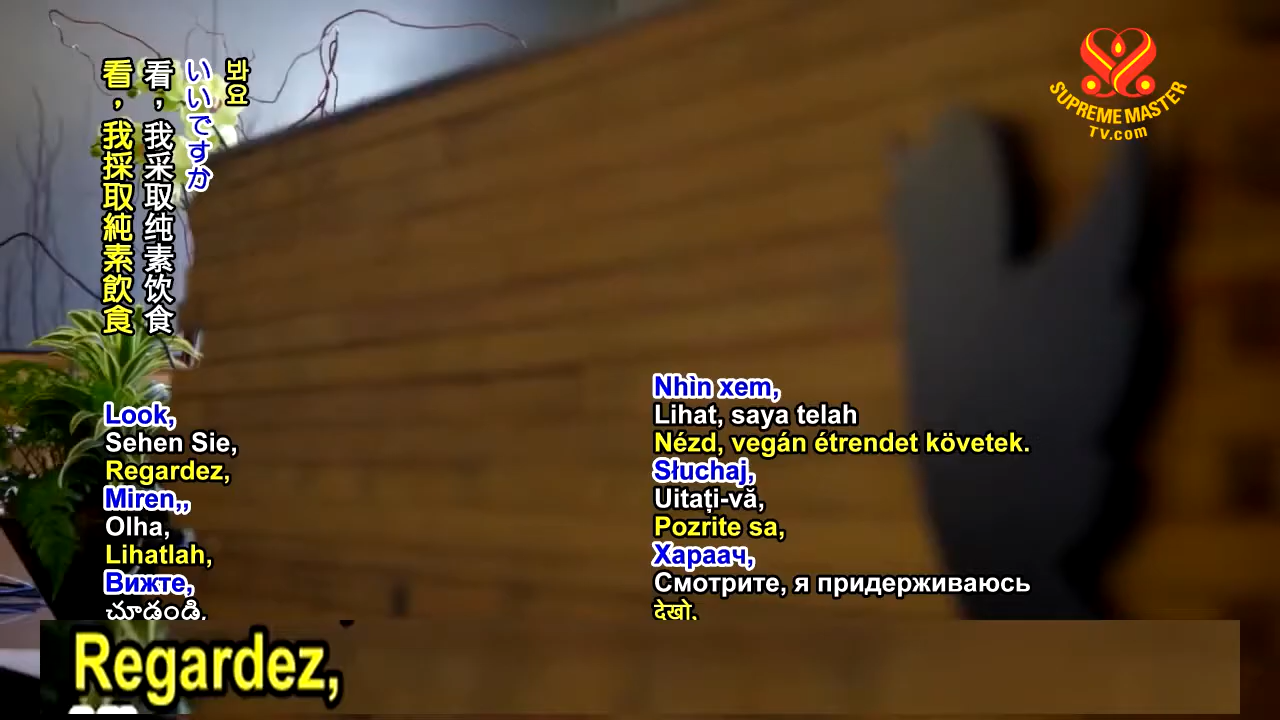 봐요
いいですか
看，我采取纯素饮食
看，我採取純素飲食
SUPREME MASTER
TV.com
Look,
Sehen Sie,
Regardez,
Miren,,
Olha,
Lihatlah,
Вижте,
చూడండి.
Nhìn xem,
Lihat, saya telah
Nézd, vegán étrendet követek.
Słuchaj,
Uitați-vă,
Pozrite sa,
Хараач,
Смотрите, я придерживаюсь
देखो,
Regardez,